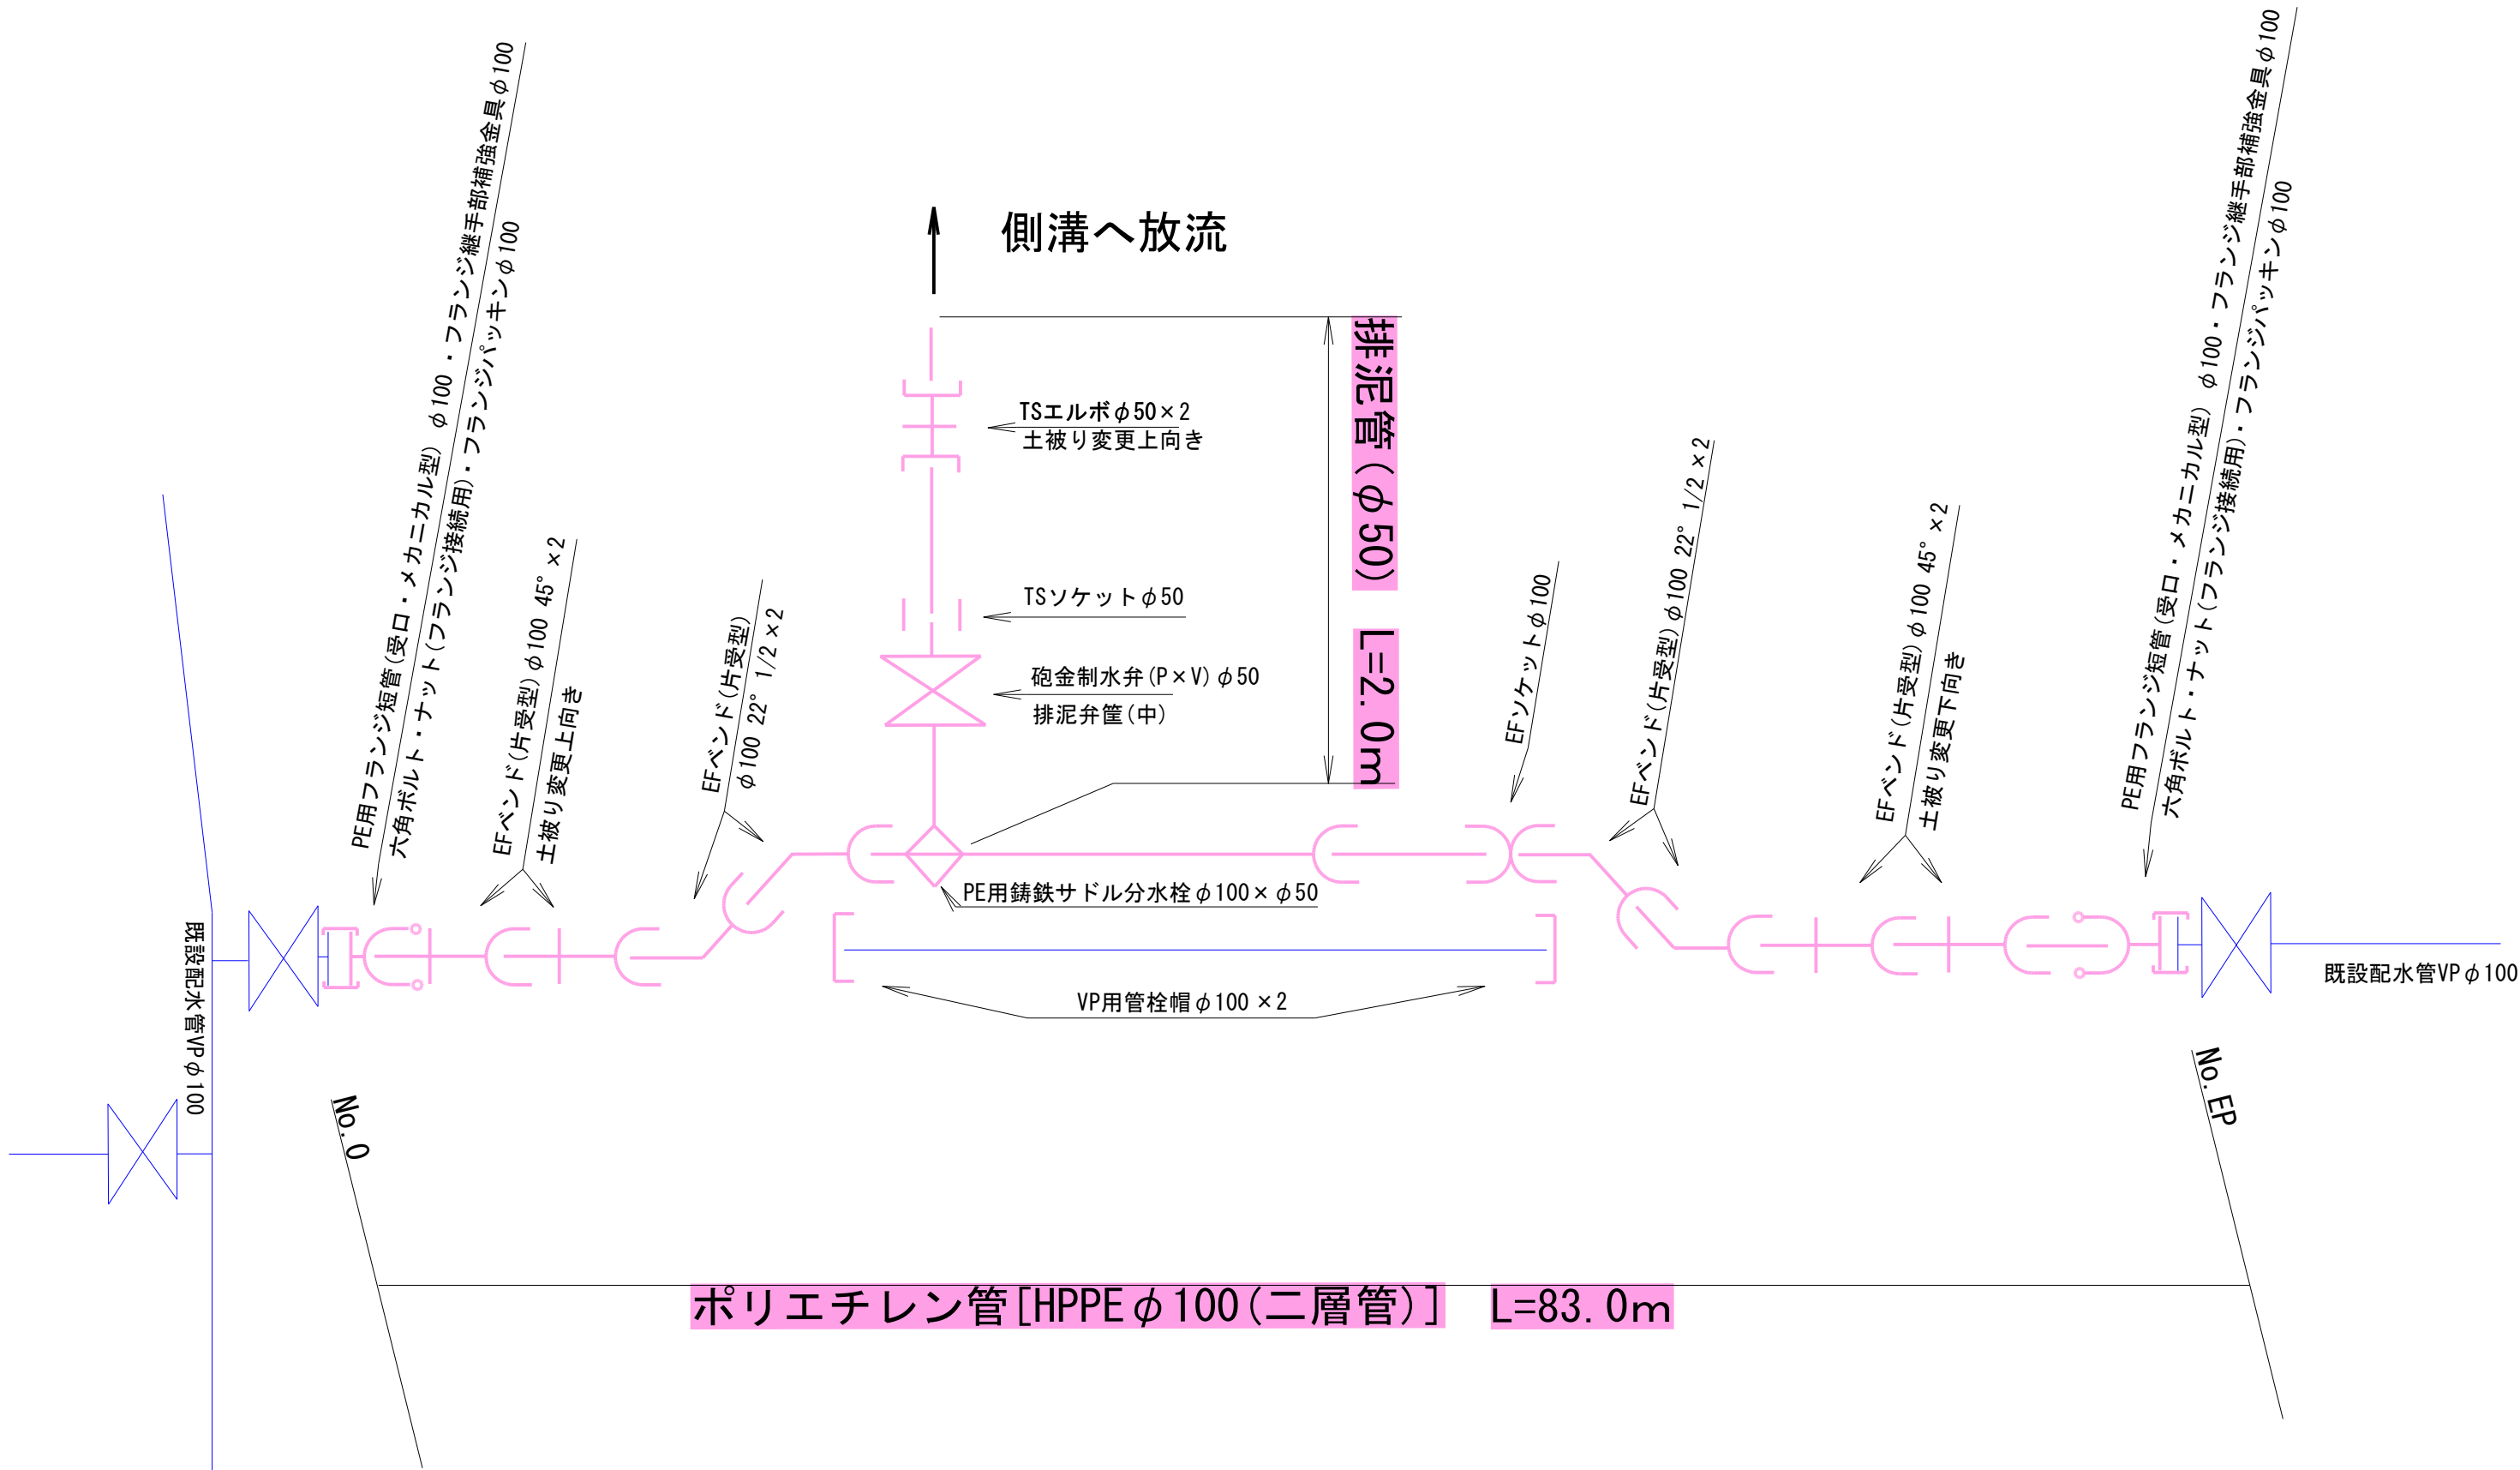 PE用フランジ短管(受口・メカニカル型) φ100・フランジ継手部補強金具φ100
六角ボルト・ナット(フランジ接続用)・フランジパッキンφ100
EFベンド(片受型)φ100 45°×2
土被り変更上向き
EFベンド(片受型)
φ100 22°1/2×2
側溝へ放流
TSエルボφ50×2
土被り変更上向き
TSソケットφ50
砲金制水弁(P×V)φ50
排泥弁筐(中)
排泥管(φ50) L=2.0m
PE用鋳鉄サドル分水栓φ100×φ50
EFソケットφ100
EFベンド(片受型)φ100 22°1/2×2
EFベンド(片受型)φ100 45°×2
土被り変更下向き
PE用フランジ短管(受口・メカニカル型) φ100・フランジ継手部補強金具φ100
六角ボルト・ナット(フランジ接続用)・フランジパッキンφ100
既設配水管VPφ100
VP用管栓帽φ100×2
既設配水管VPφ100
No.0
No.EP
ポリエチレン管[HPPEφ100(二層管)] L=83.0m